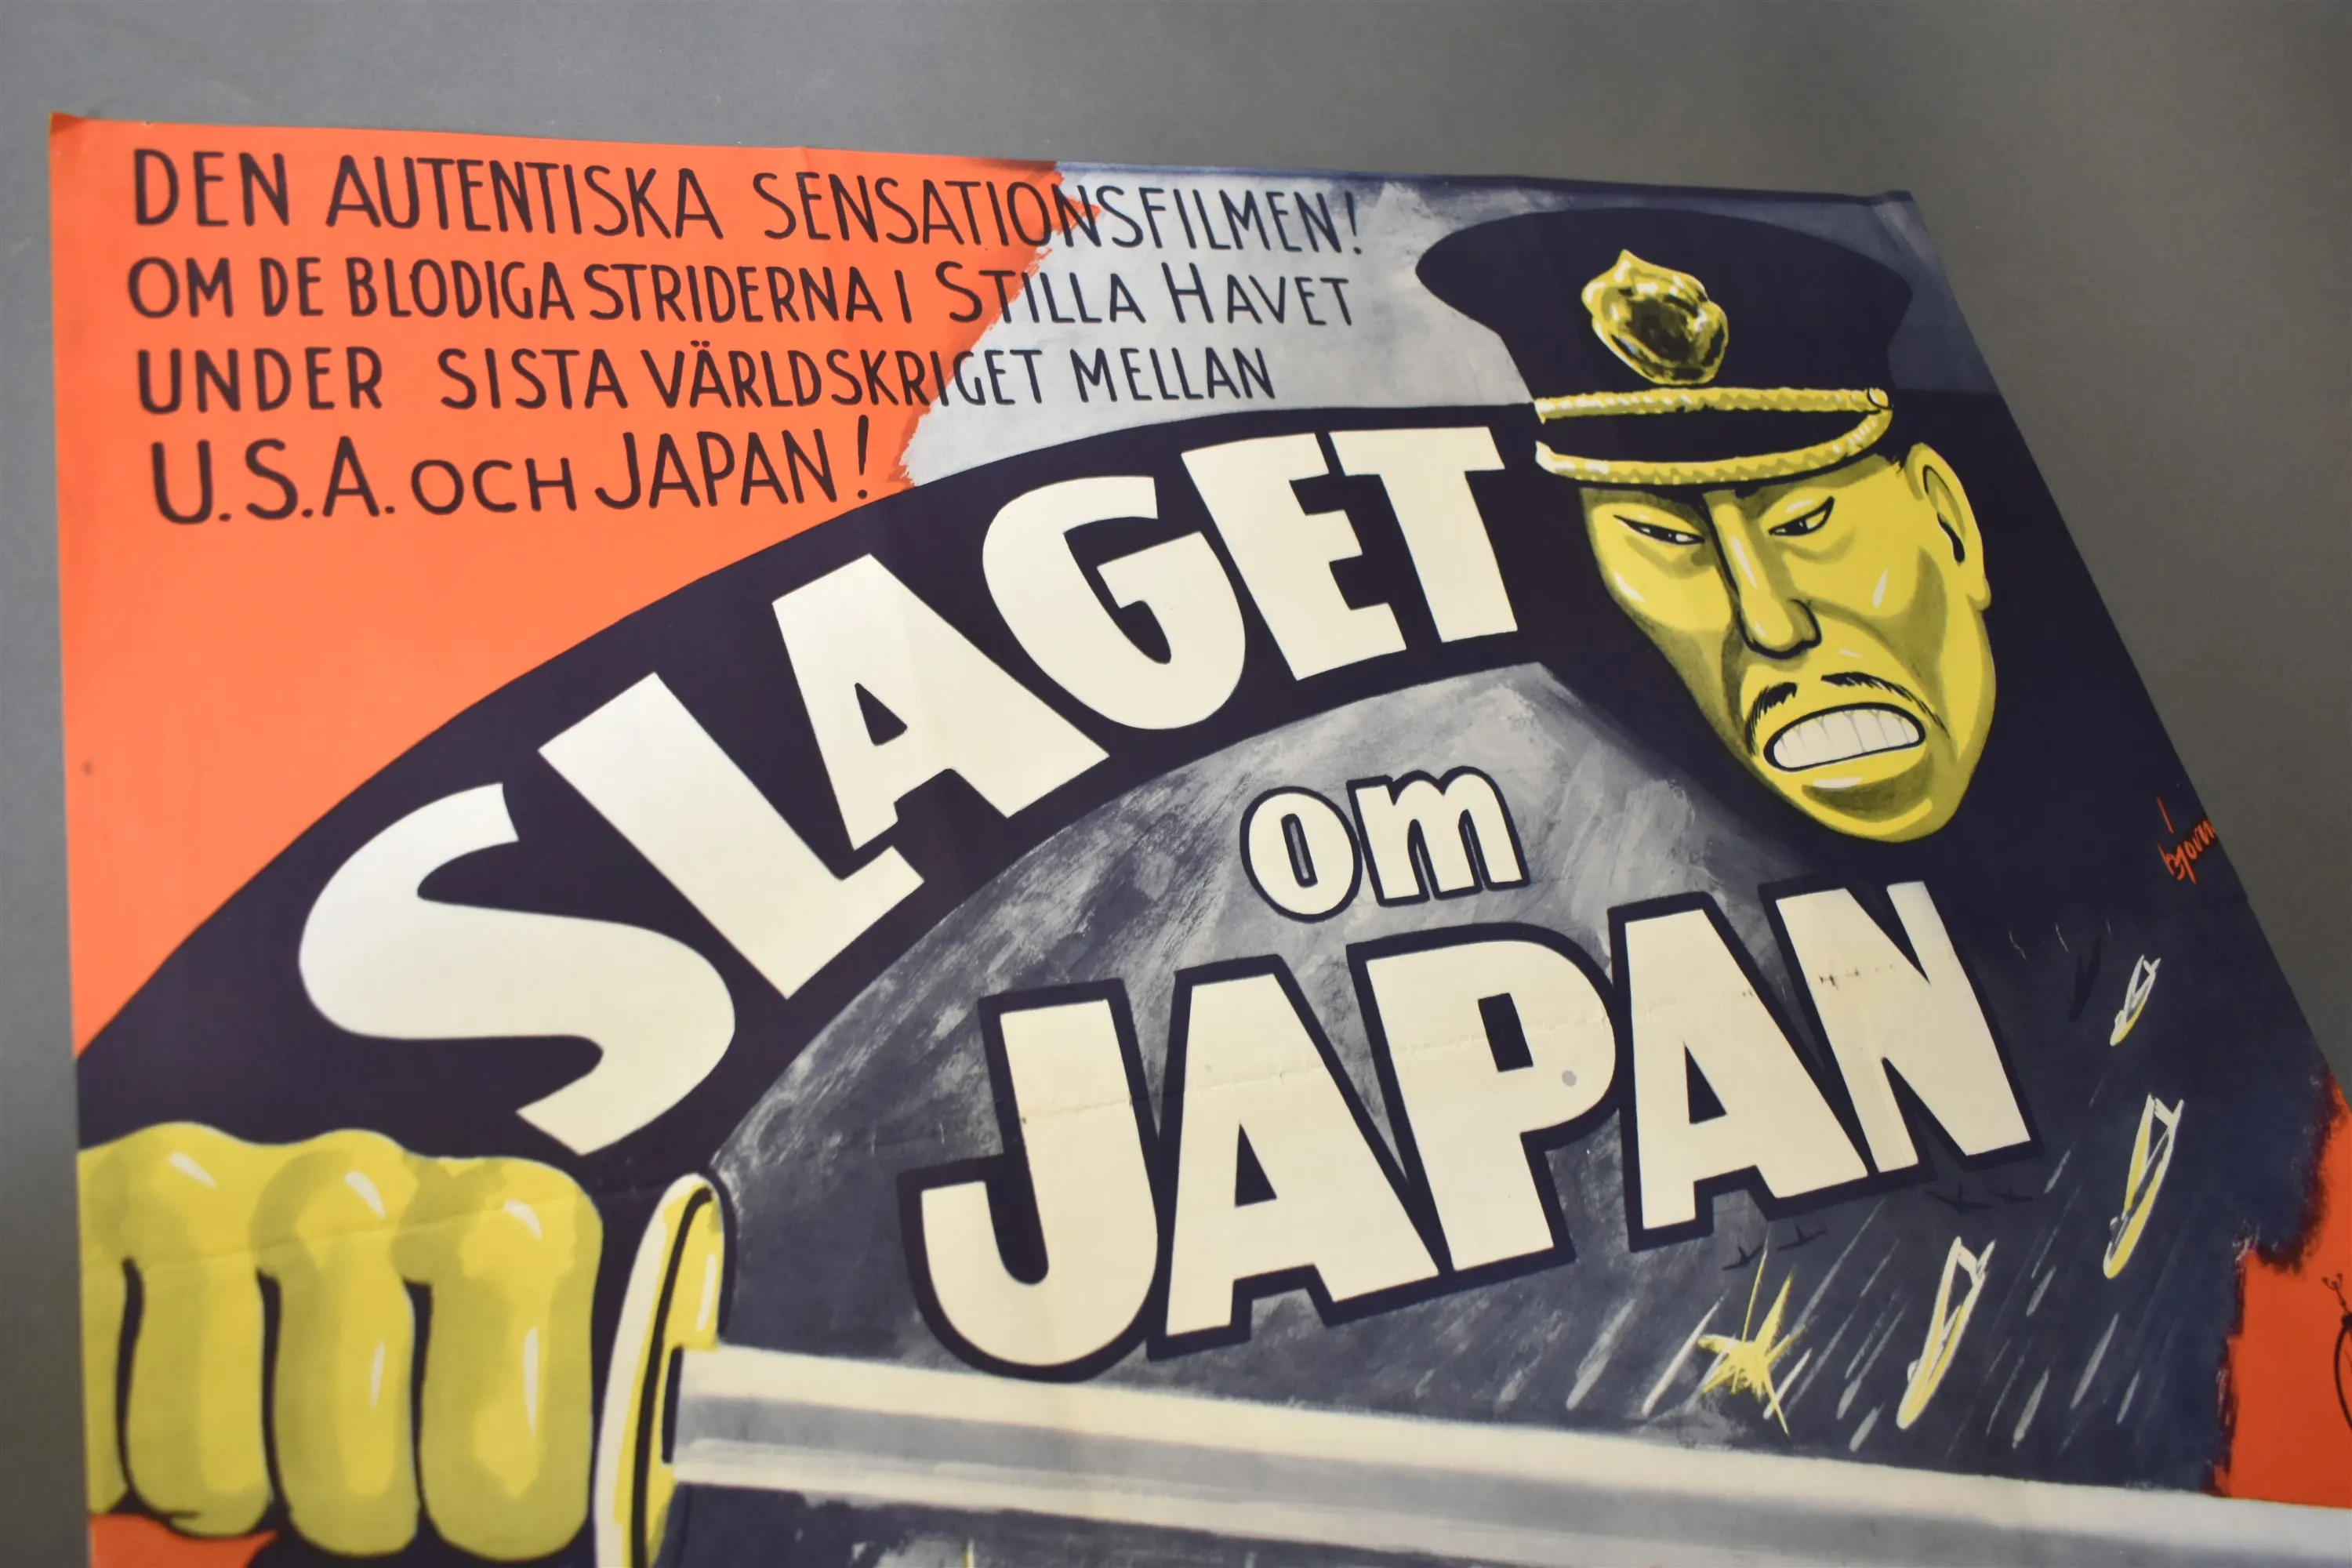 DEN AUTENTISKA SENSATIONSFILMEN!
OM DE BLODIGA STRIDERNA I STILLA HAVET
UNDER SISTA VÄRLDSKRIGET MELLAN
U.S.A. OCH JAPAN!
SLAGET
om
JAPAN